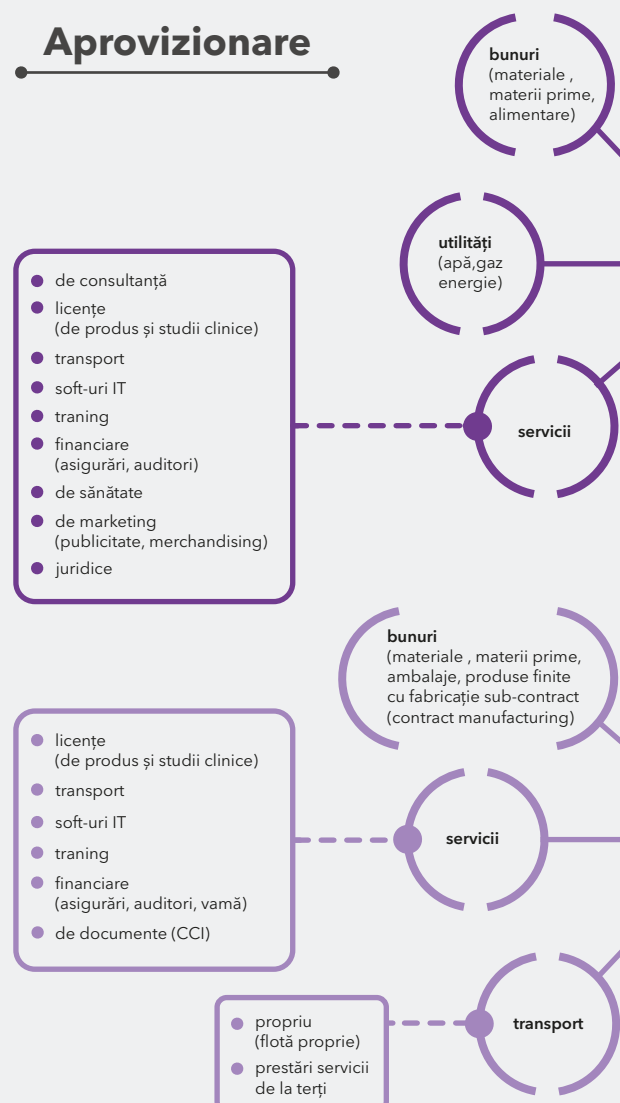 Aprovizionare
bunuri
(materiale ,
materii prime,
alimentare)
utilități
(apă,gaz
energie)
de consultanță
licențe
(de produs și studii clinice)
transport
soft-uri IT
traning
financiare
(asigurări, auditori)
de sănătate
de marketing
(publicitate, merchandising)
juridice
servicii
bunuri
(materiale , materii prime,
ambalaje, produse finite
cu fabricație sub-contract
(contract manufacturing)
licențe
(de produs și studii clinice)
transport
soft-uri IT
traning
financiare
(asigurări, auditori, vamă)
de documente (CCI)
servicii
propriu
(flotă proprie)
prestări servicii
de la terți
transport